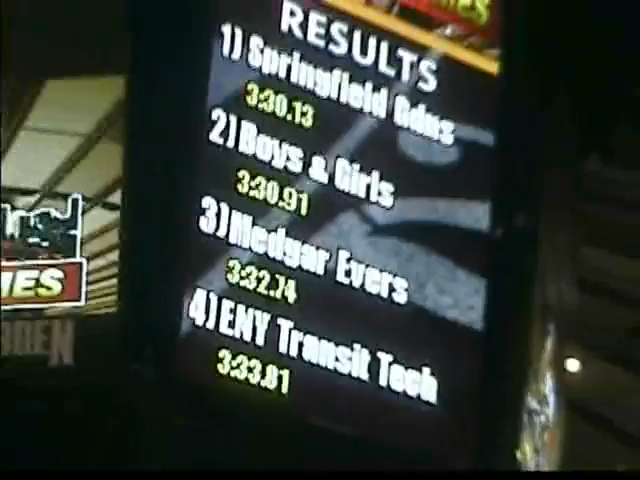 RESULTS
1) Springfield Gdns
3:30.13
2) Boys & Girls
3:30.91
3) Medgar Evers
3:32.74
4) ENY Transit Tech
3:33.81